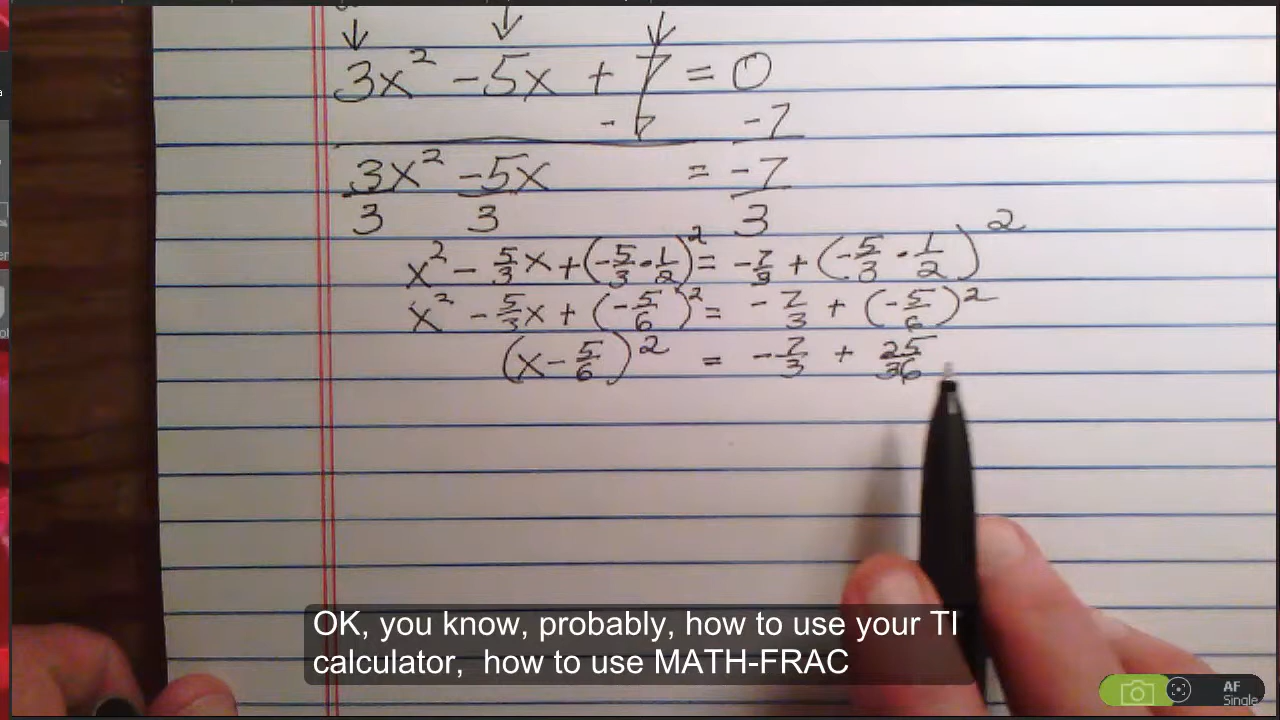 3x² - 5x + 7 = 0
- 7 -7
3x² - 5x = -7
3 3 3
x² - 5/3 x + (-5/3 · 1/2)² = -7/3 + (-5/3 · 1/2)²
x² - 5/3 x + (-5/6)² = -7/3 + (-5/6)²
(x - 5/6)² = -7/3 + 25/36
OK, you know, probably, how to use your TI
calculator, how to use MATH-FRAC
AF
Single